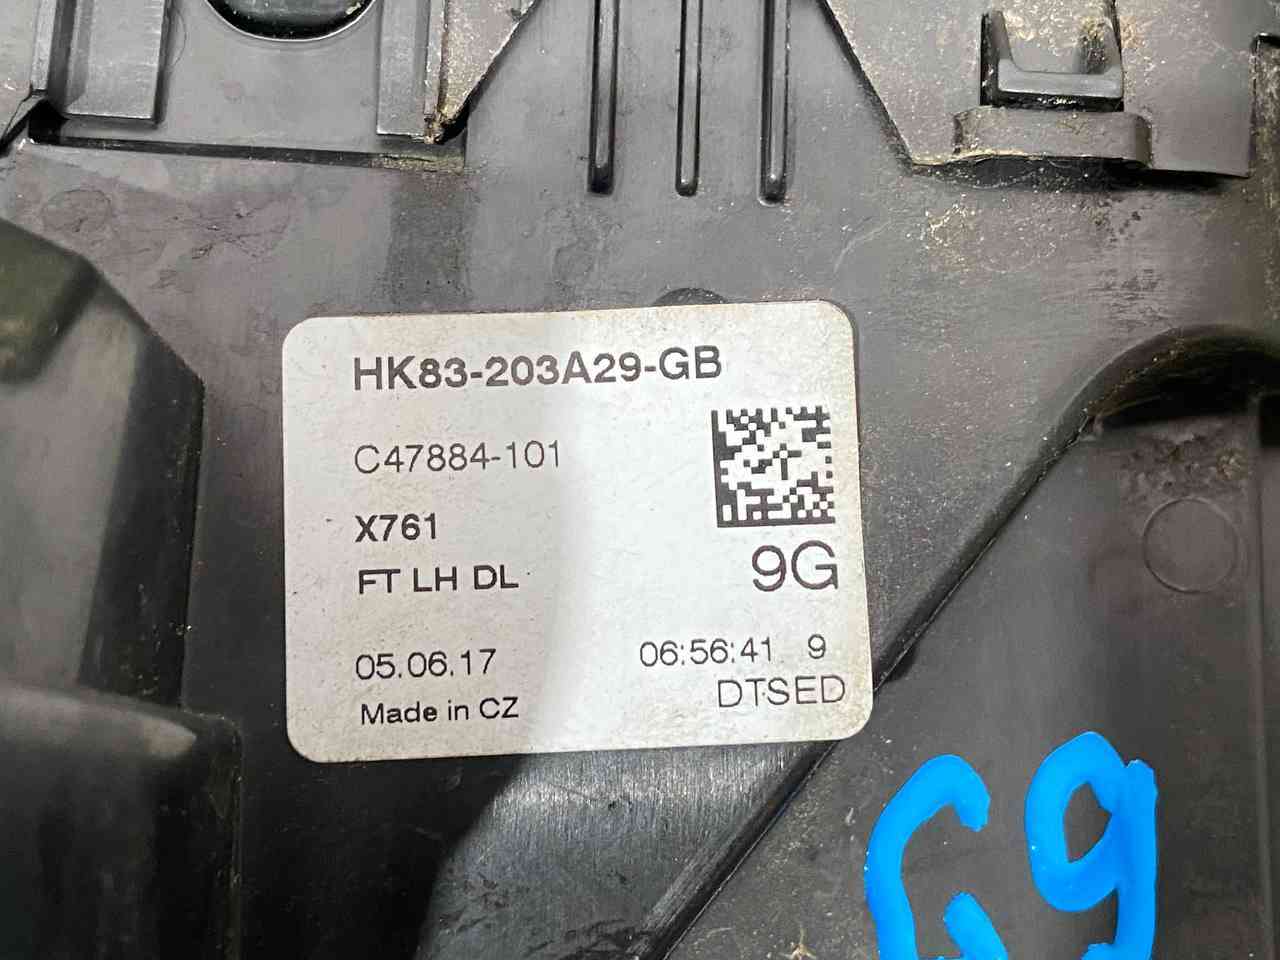 HK83-203A29-GB
C47884-101
X761
9G
FT LH DL
05.06.17
06:56:41 9
Made in CZ
DTSED
G9